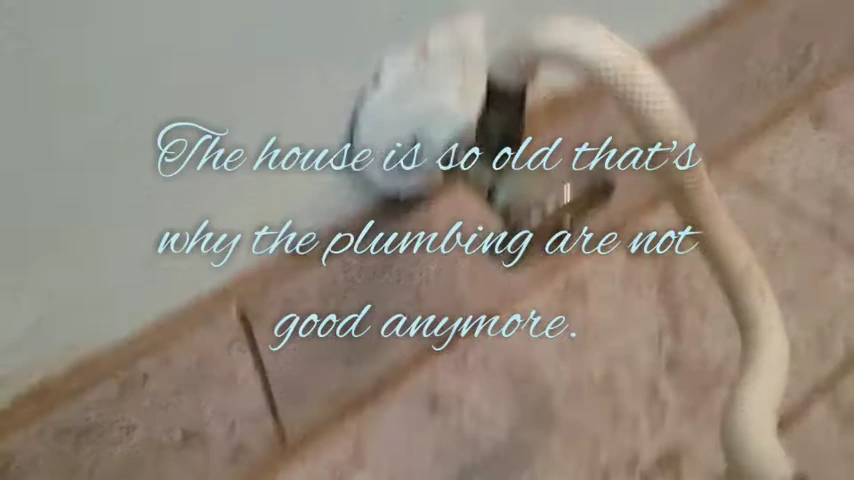 The house is so old that's
why the plumbing are not
good anymore.